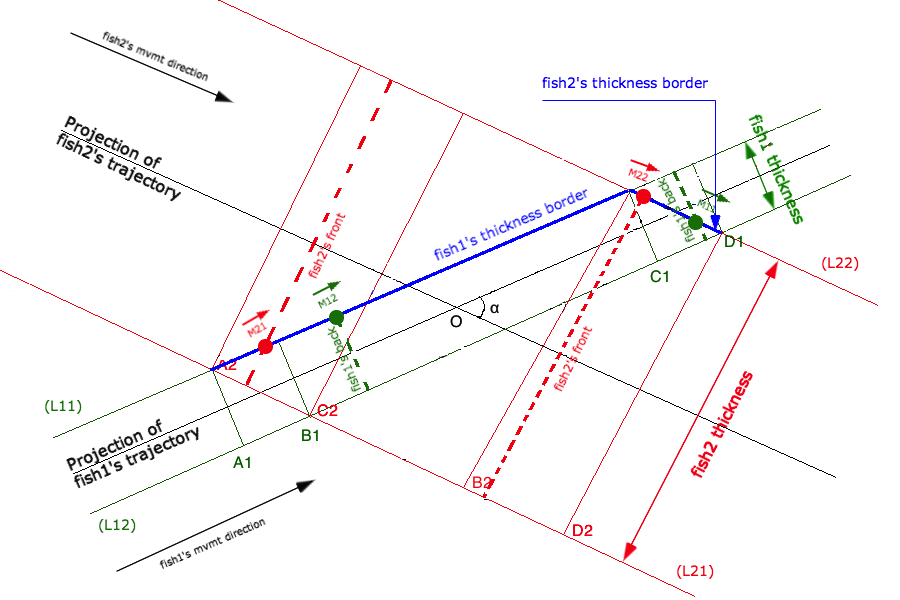 fish2's mvmt direction
fish2's thickness border
Projection of
fish2's trajectory
fish1 thickness
M22
fish1's back
M11
fish1's thickness border
fish2's front
D1
(L22)
C1
M12
O
α
M21
fish1's back
fish2's front
A2
(L11)
C2
B1
fish2 thickness
Projection of
fish1's trajectory
A1
B2
(L12)
D2
fish1's mvmt direction
(L21)